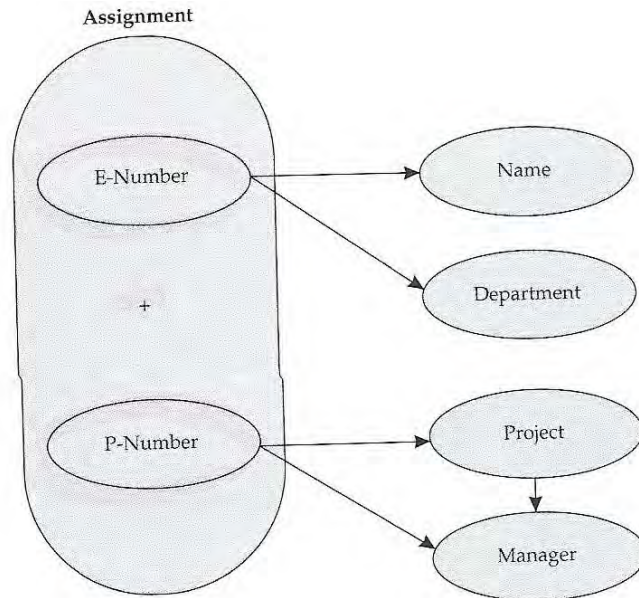 Assignment
E-Number
Name
Department
+
P-Number
Project
Manager